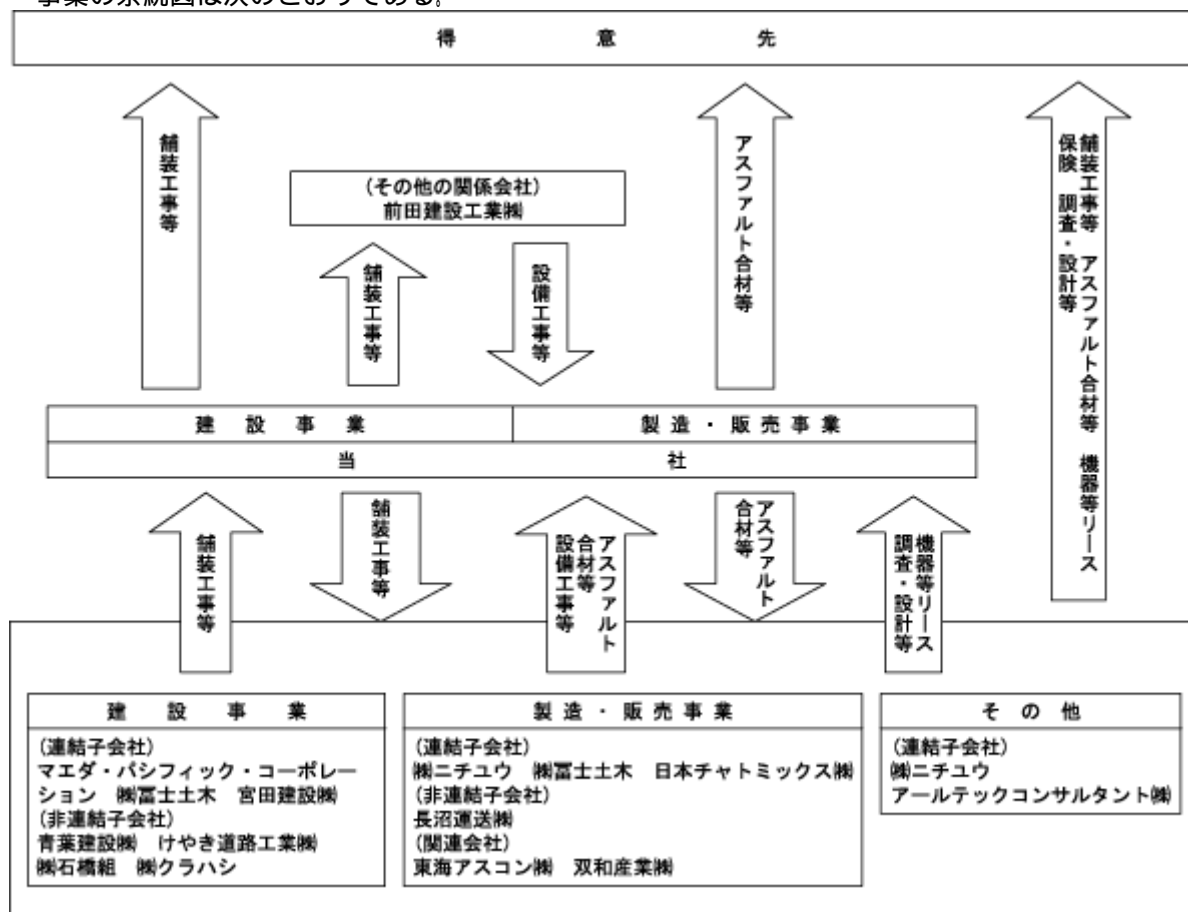 事業の系統図は次のとおりである。
得意先
舗装工事等
(その他の関係会社)
前田建設工業㈱
舗装工事等
設備工事等
アスファルト合材等
舗装工事等 アスファルト合材等 機器等リース
保険 調査・設計等
建設事業
製造・販売事業
当社
舗装工事等
舗装工事等
アスファルト
合材等
設備工事等
アスファルト
合材等
機器等リース
調査・設計等
建設事業
(連結子会社)
マエダ・パシフィック・コーポレー
ション ㈱冨士土木 宮田建設㈱
(非連結子会社)
青葉建設㈱ けやき道路工業㈱
㈱石橋組 ㈱クラハシ
製造・販売事業
(連結子会社)
㈱ニチユウ ㈱冨士土木 日本チャトミックス㈱
(非連結子会社)
長沼運送㈱
(関連会社)
東海アスコン㈱ 双和産業㈱
その他
(連結子会社)
㈱ニチユウ
アールテックコンサルタント㈱